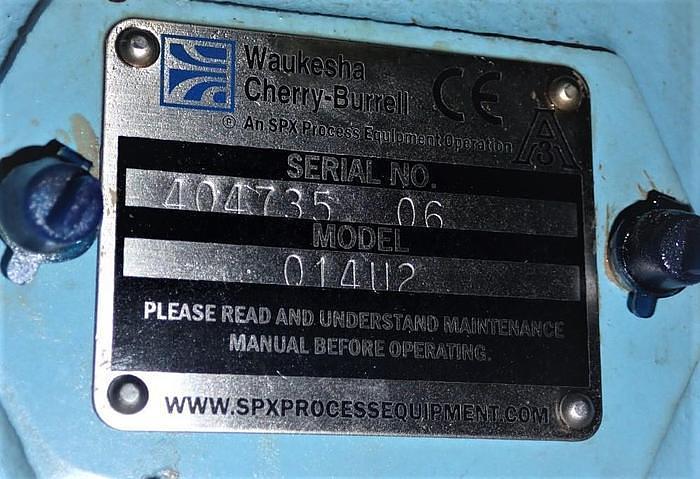 Waukesha
Cherry-Burrell
CE
© An SPX Process Equipment Operation
A
3
SERIAL NO.
404735 06
MODEL
014U2
PLEASE READ AND UNDERSTAND MAINTENANCE
MANUAL BEFORE OPERATING.
WWW.SPXPROCESSEQUIPMENT.COM